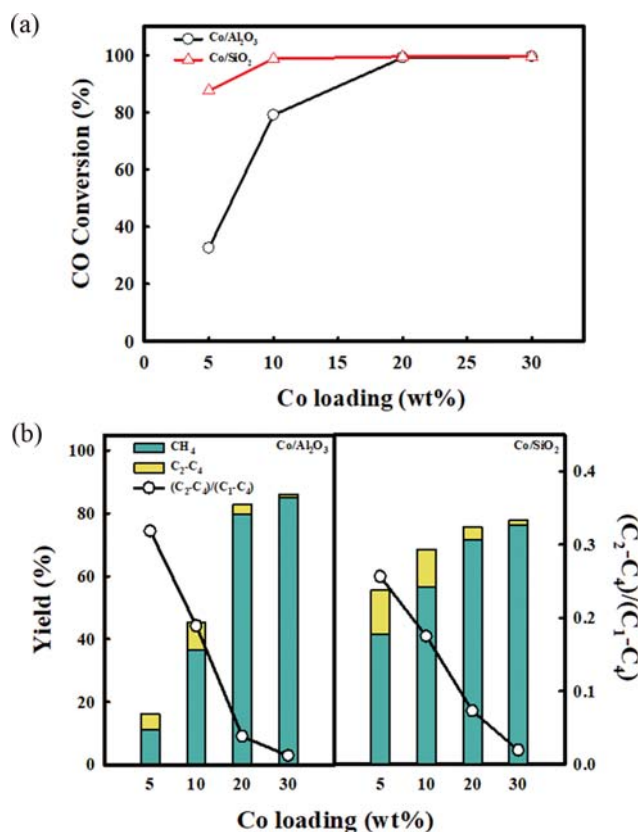 (a)
Co/Al₂O₃
Co/SiO₂
100
80
60
40
20
0
CO Conversion (%)
0 5 10 15 20 25 30
Co loading (wt%)
(b)
CH₄
C₂-C₄
(C₂-C₄)/(C₁-C₄)
Co/Al₂O₃
Co/SiO₂
100
80
60
40
20
0
Yield (%)
0.4
0.3
0.2
0.1
0.0
(C₂-C₄)/(C₁-C₄)
5 10 20 30 5 10 20 30
Co loading (wt%)